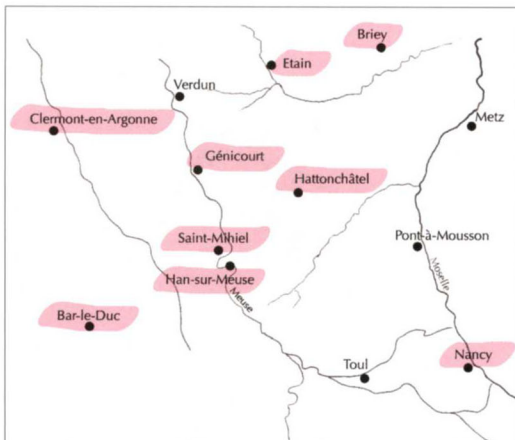 Briey
Etain
Verdun
Clermont-en-Argonne
Metz
Génicourt
Hattonchâtel
Saint-Mihiel
Pont-à-Mousson
Moselle
Han-sur-Meuse
Meuse
Bar-le-Duc
Toul
Nancy